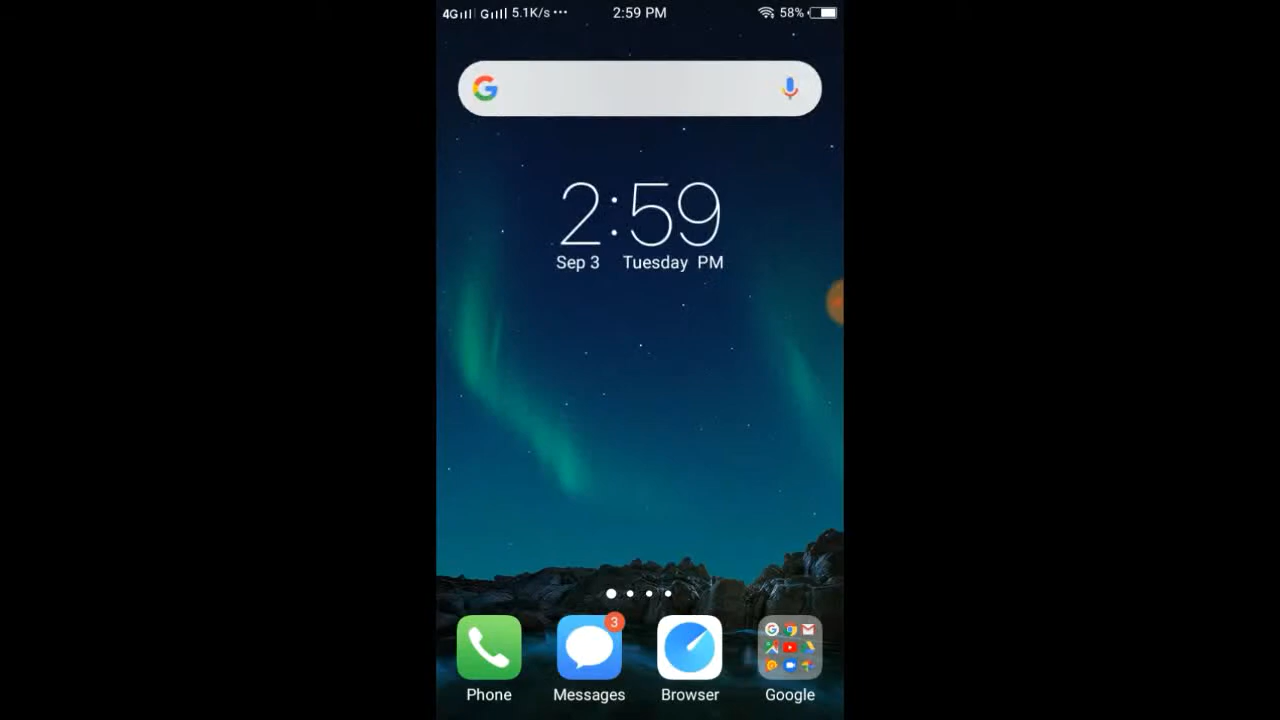 4G G 5.1K/s ··· 2:59 PM 58%
2:59
Sep 3 Tuesday PM
3
Phone Messages Browser Google